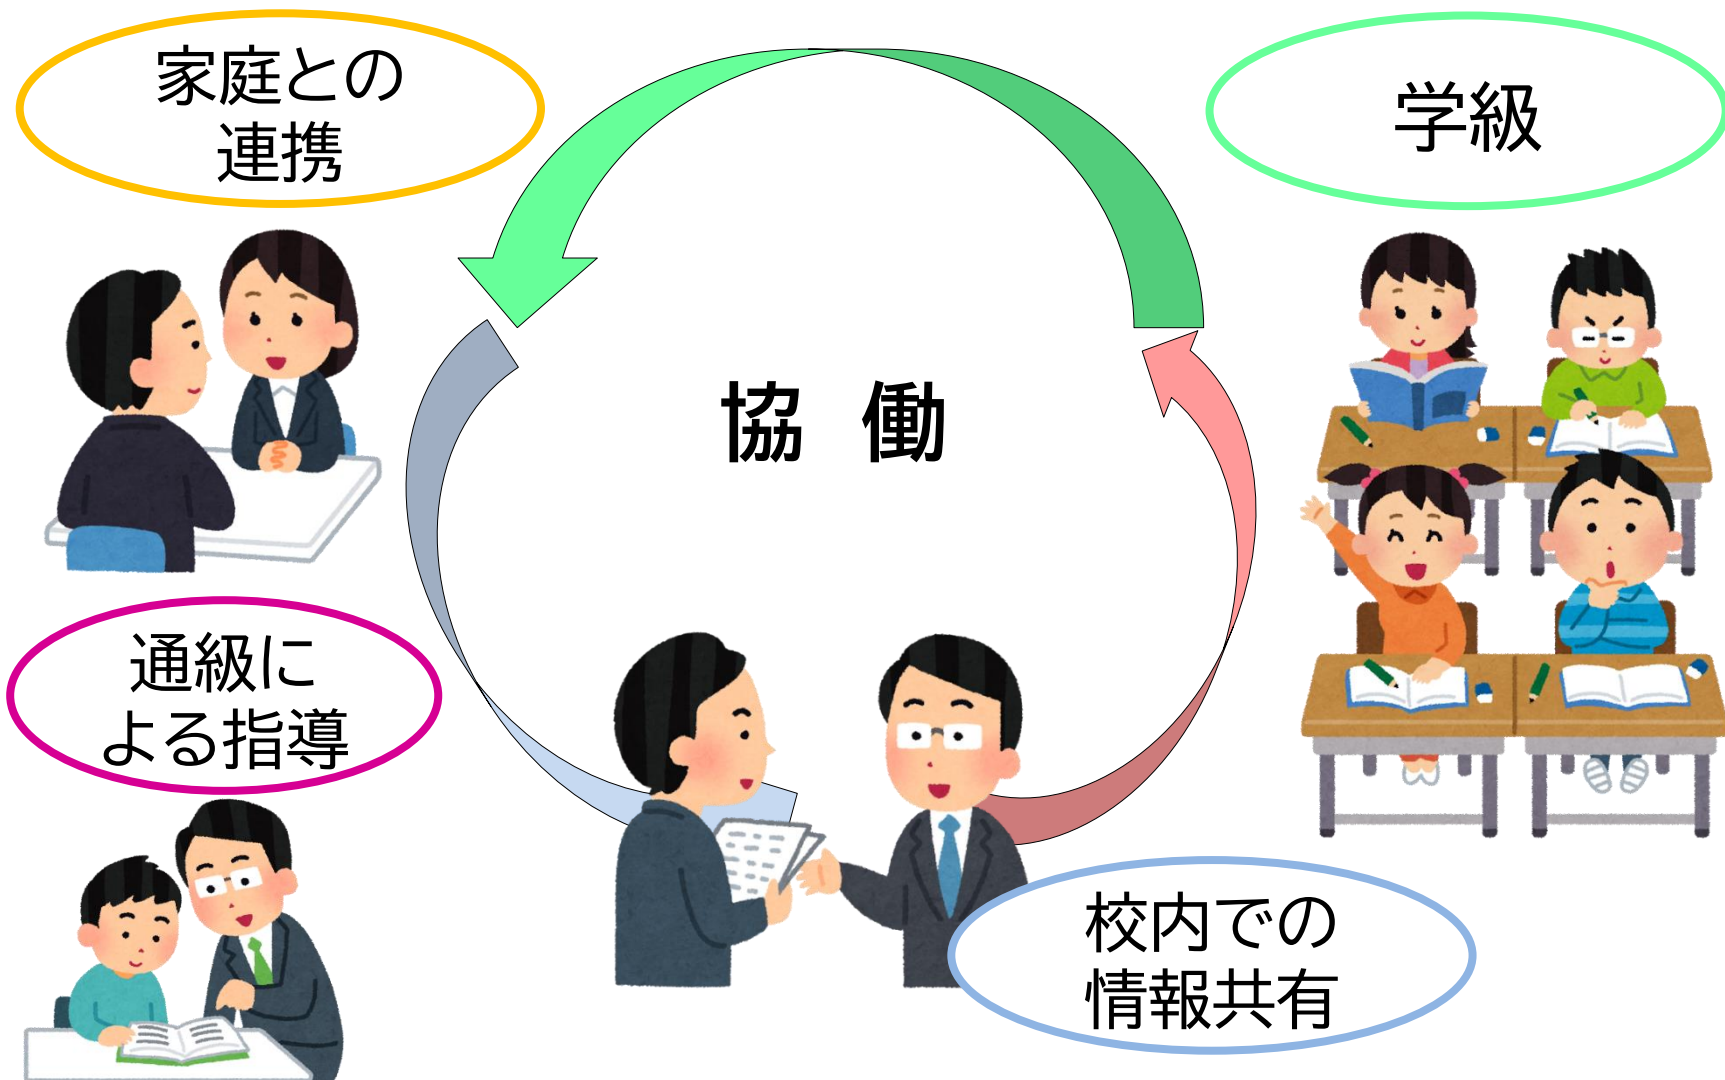 家庭との
連携
学級
協 働
通級に
よる指導
校内での
情報共有